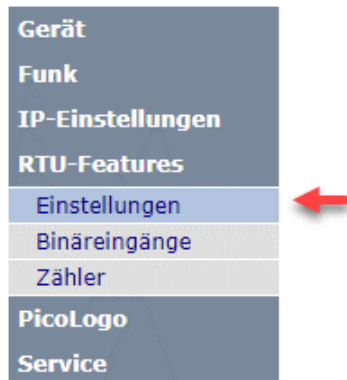 Gerät
Funk
IP-Einstellungen
RTU-Features
Einstellungen
Binäreingänge
Zähler
PicoLogo
Service